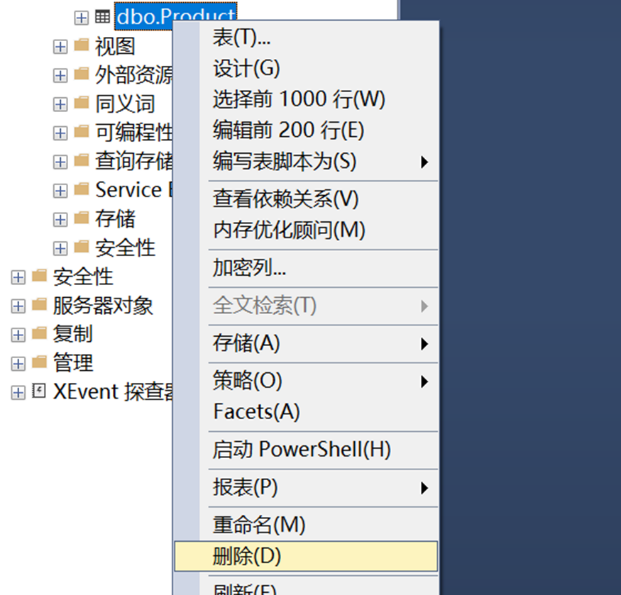 dbo.Product
视图
外部资源
同义词
可编程性
查询存储
Service
存储
安全性
安全性
服务器对象
复制
管理
XEvent 探查器
表(T)...
设计(G)
选择前 1000 行(W)
编辑前 200 行(E)
编写表脚本为(S)
查看依赖关系(V)
内存优化顾问(M)
加密列...
全文检索(T)
存储(A)
策略(O)
Facets(A)
启动 PowerShell(H)
报表(P)
重命名(M)
删除(D)
刷新(F)